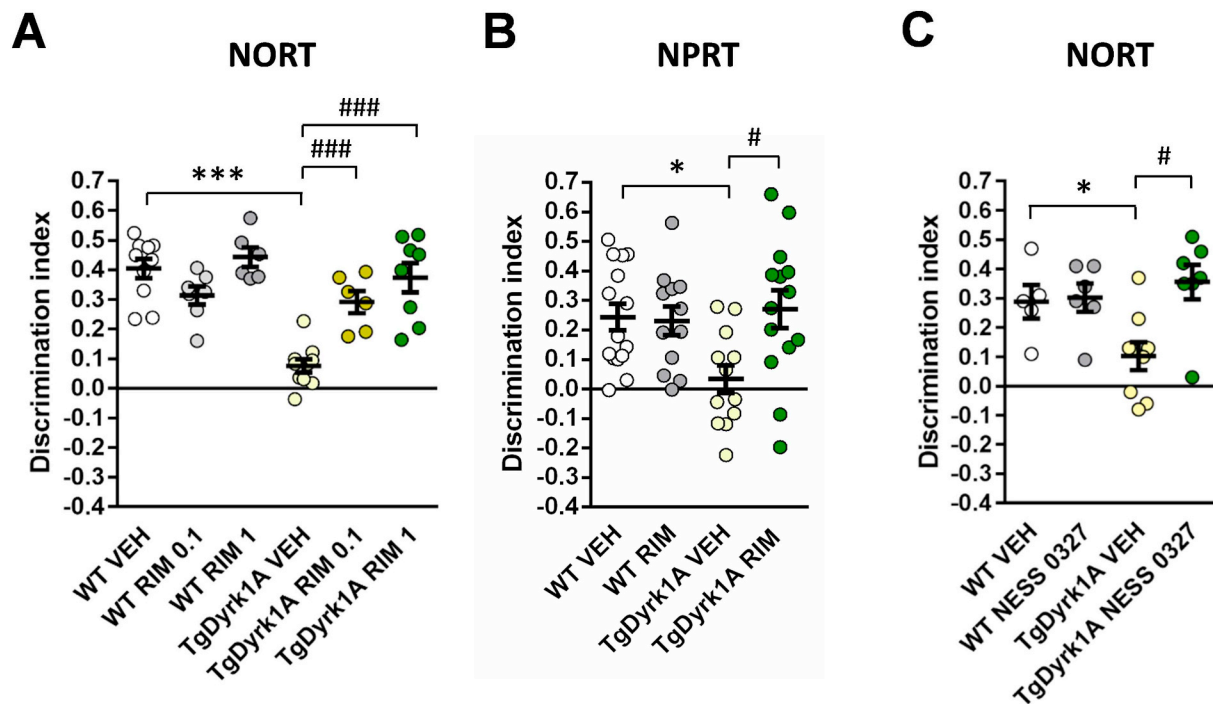 A
NORT
###
###
***
Discrimination index
0.7
0.6
0.5
0.4
0.3
0.2
0.1
0.0
-0.1
-0.2
-0.3
-0.4
WT VEH
WT RIM 0.1
WT RIM 1
TgDyrk1A VEH
TgDyrk1A RIM 0.1
TgDyrk1A RIM 1
B
NPRT
#
*
Discrimination index
0.7
0.6
0.5
0.4
0.3
0.2
0.1
0.0
-0.1
-0.2
-0.3
-0.4
WT VEH
WT RIM
TgDyrk1A VEH
TgDyrk1A RIM
C
NORT
#
*
Discrimination index
0.7
0.6
0.5
0.4
0.3
0.2
0.1
0.0
-0.1
-0.2
-0.3
-0.4
WT VEH
WT NESS 0327
TgDyrk1A VEH
TgDyrk1A NESS 0327